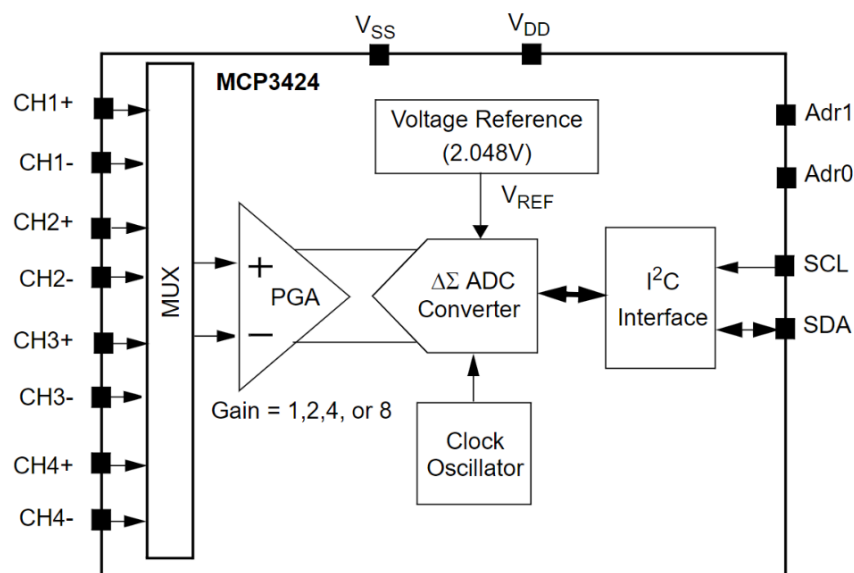 V_SS
V_DD
MCP3424
CH1+
CH1-
CH2+
CH2-
CH3+
CH3-
CH4+
CH4-
MUX
Voltage Reference
(2.048V)
V_REF
+
PGA
−
Gain = 1,2,4, or 8
ΔΣ ADC
Converter
Clock
Oscillator
I²C
Interface
Adr1
Adr0
SCL
SDA